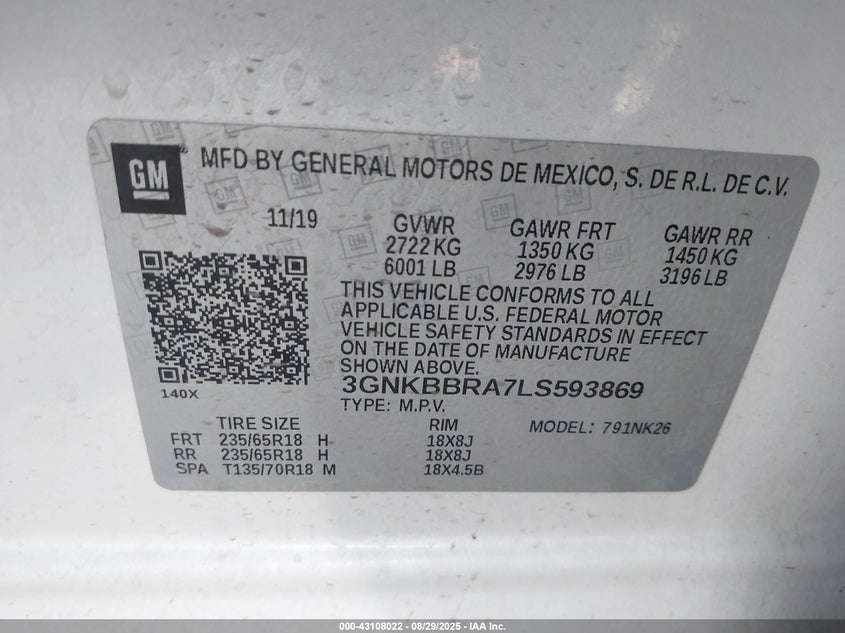 GM ® MFD BY GENERAL MOTORS DE MEXICO, S. DE R.L. DE C.V.
11/19 GVWR GAWR FRT GAWR RR
2722 KG 1350 KG 1450 KG
6001 LB 2976 LB 3196 LB
THIS VEHICLE CONFORMS TO ALL
APPLICABLE U.S. FEDERAL MOTOR
VEHICLE SAFETY STANDARDS IN EFFECT
ON THE DATE OF MANUFACTURE
SHOWN ABOVE.
140X
3GNKBBRA7LS593869
TYPE: M.P.V.
TIRE SIZE RIM MODEL: 791NK26
FRT 235/65R18 H 18X8J
RR 235/65R18 H 18X8J
SPA T135/70R18 M 18X4.5B
000-43108022 - 08/29/2025 - IAA Inc.